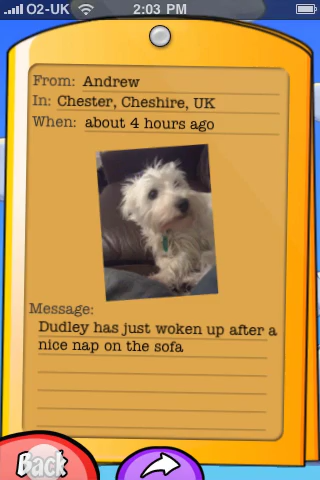 O2-UK 2:03 PM
From: Andrew
In: Chester, Cheshire, UK
When: about 4 hours ago
Message:
Dudley has just woken up after a
nice nap on the sofa
Back